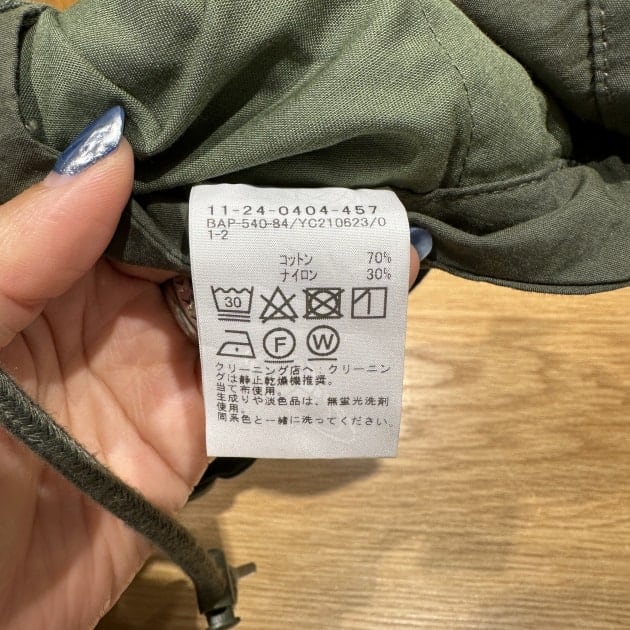 11-24-0404-457
BAP-540-84/YC210623/0
1-2
コットン 70%
ナイロン 30%
30
F W
クリーニング店へ:クリーニン
グは静止乾燥機推奨。
当て布使用。
生成りや淡色品は、無蛍光洗剤
使用。
同系色と一緒に洗ってください。